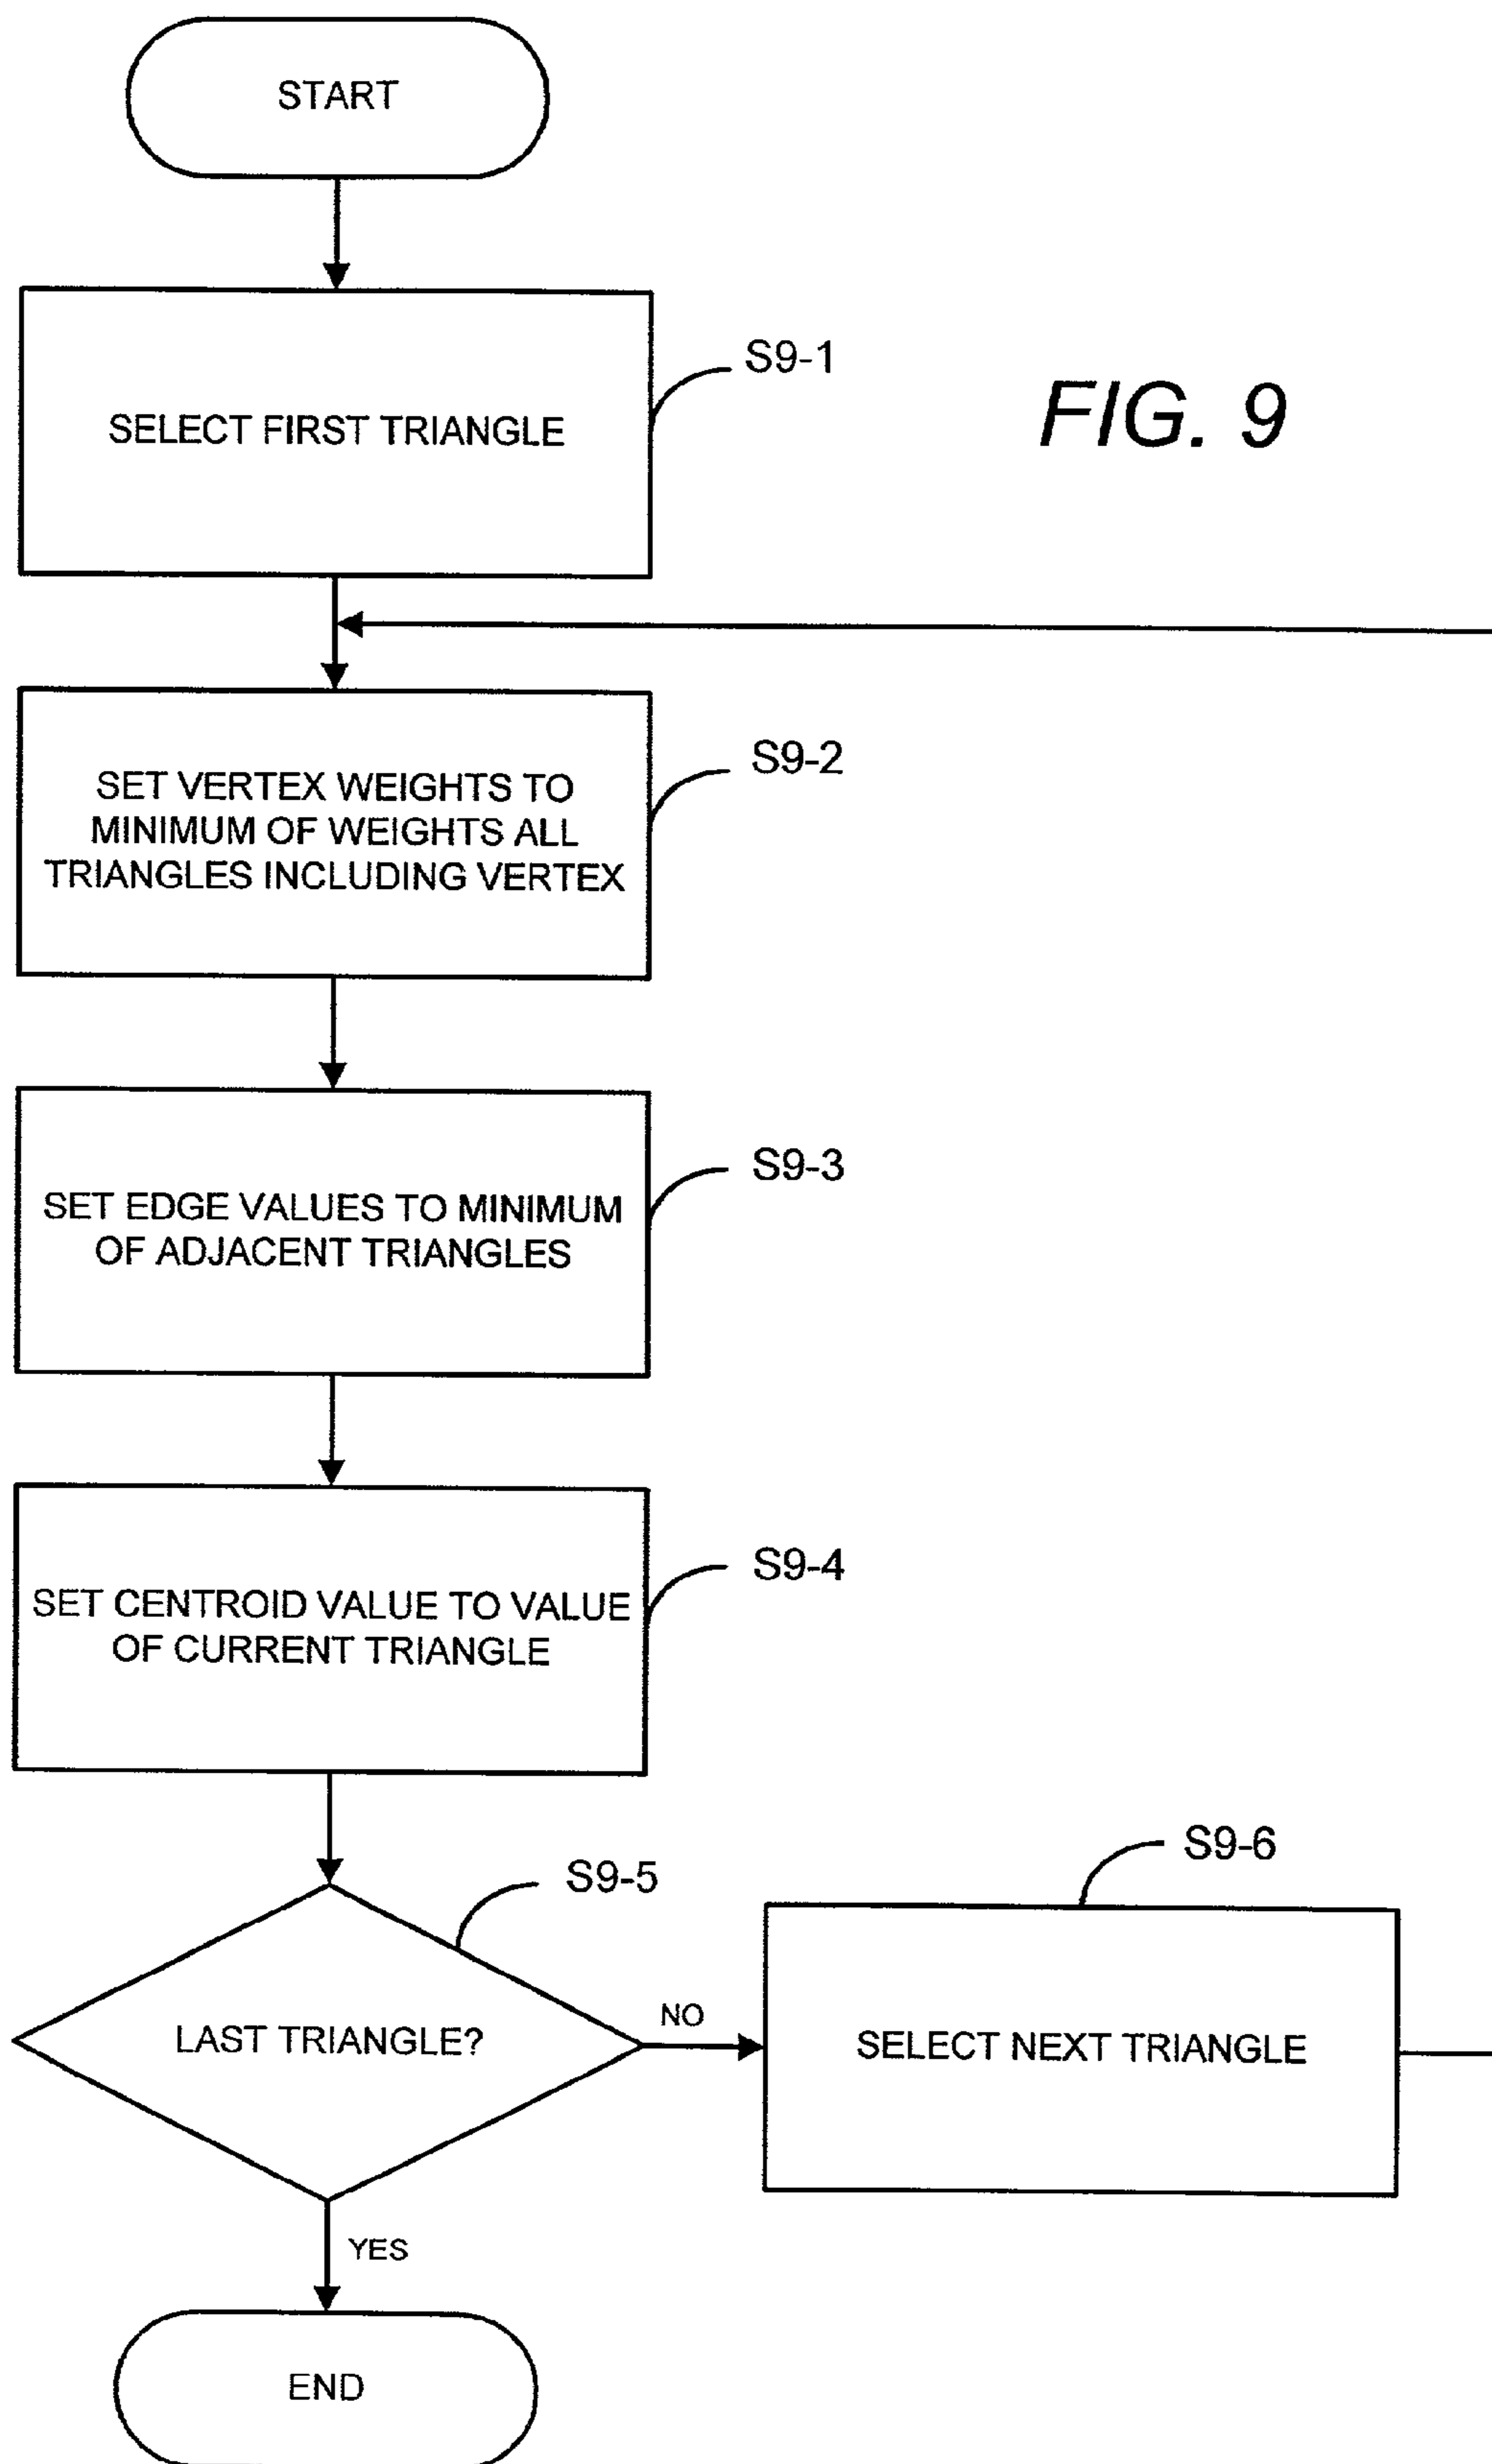 START
S9-1
SELECT FIRST TRIANGLE
FIG. 9
S9-2
SET VERTEX WEIGHTS TO
MINIMUM OF WEIGHTS ALL
TRIANGLES INCLUDING VERTEX
S9-3
SET EDGE VALUES TO MINIMUM
OF ADJACENT TRIANGLES
S9-4
SET CENTROID VALUE TO VALUE
OF CURRENT TRIANGLE
S9-5
LAST TRIANGLE?
NO
S9-6
SELECT NEXT TRIANGLE
YES
END